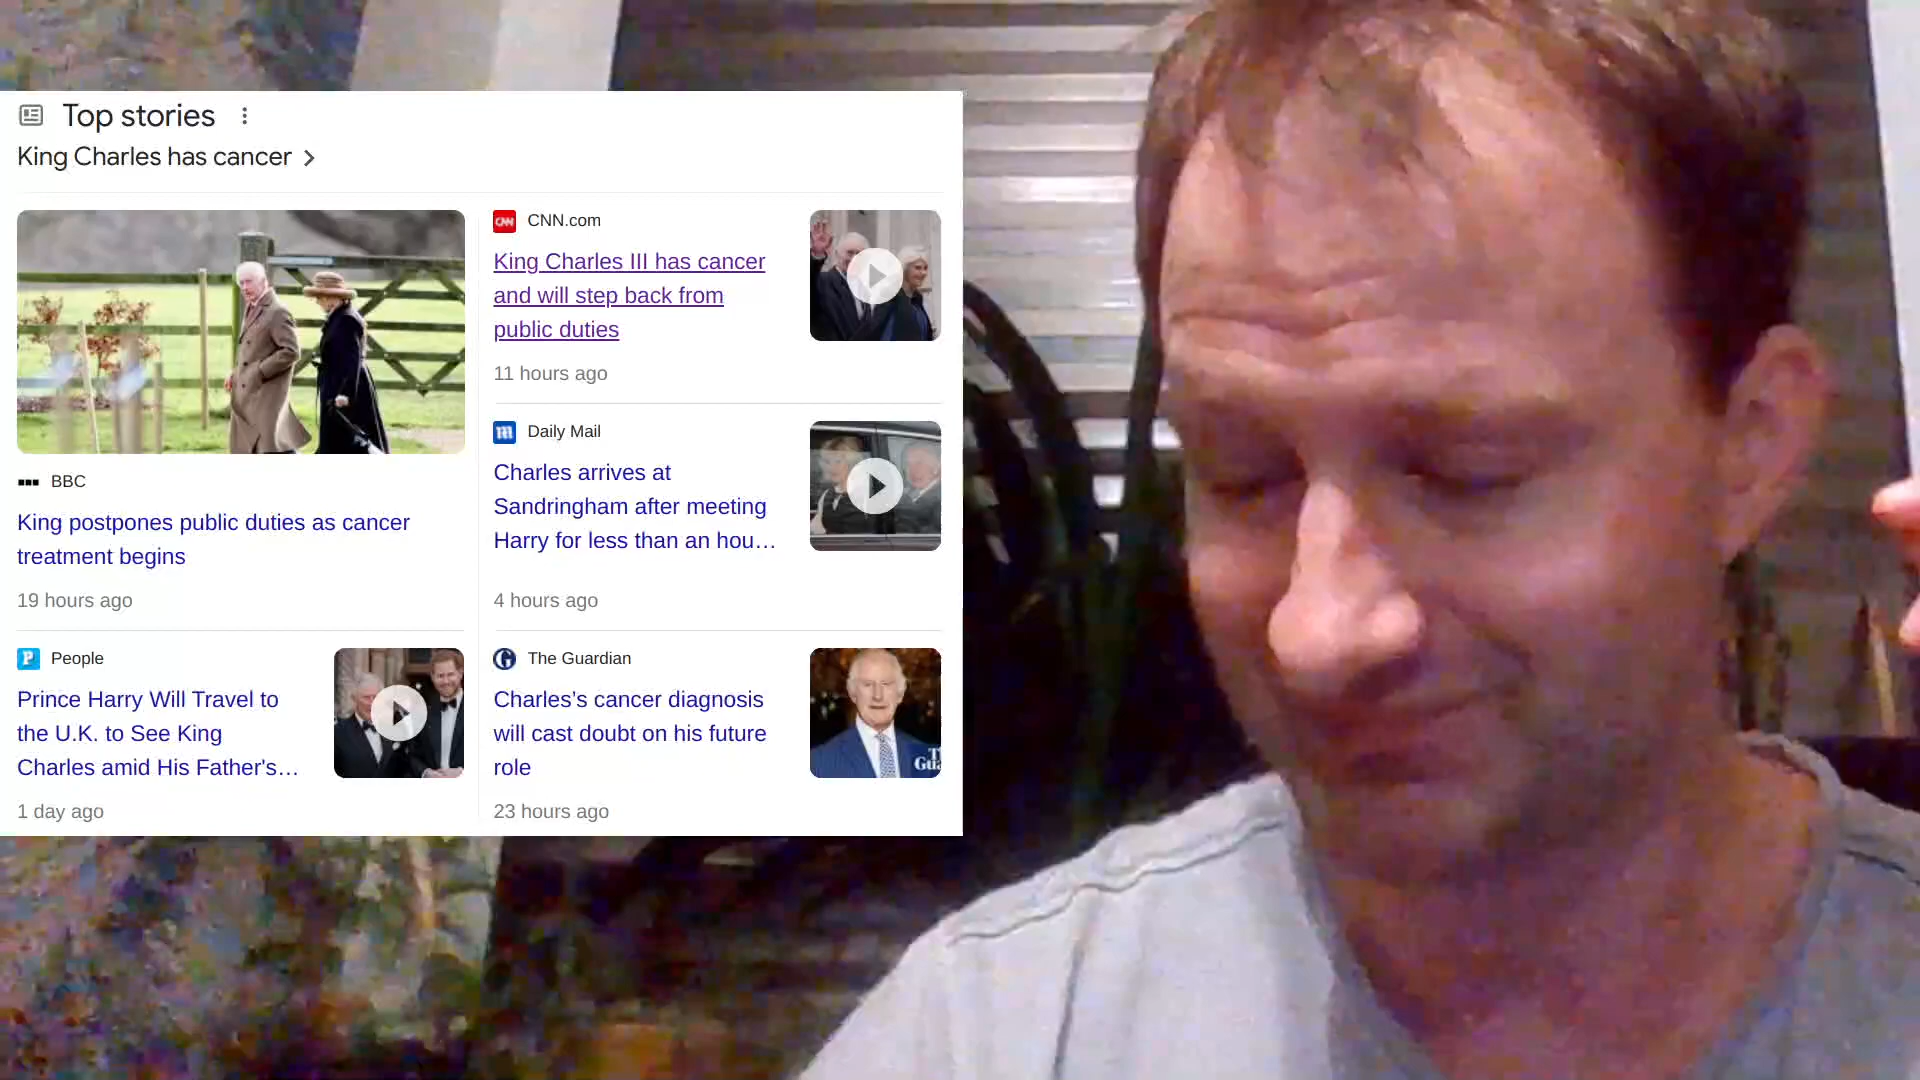 Top stories
King Charles has cancer
BBC
King postpones public duties as cancer
treatment begins
19 hours ago
People
Prince Harry Will Travel to
the U.K. to See King
Charles amid His Father's…
1 day ago
CNN
CNN.com
King Charles III has cancer
and will step back from
public duties
11 hours ago
Daily Mail
Charles arrives at
Sandringham after meeting
Harry for less than an hou…
4 hours ago
The Guardian
Charles’s cancer diagnosis
will cast doubt on his future
role
23 hours ago